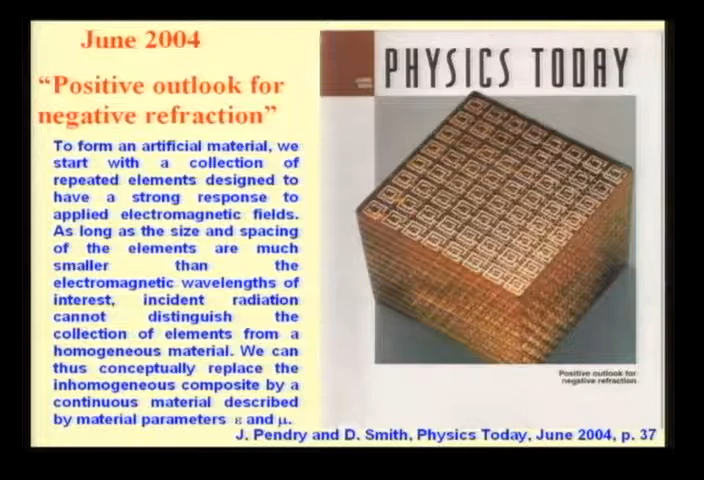 June 2004
“Positive outlook for
negative refraction”
To form an artificial material, we
start with a collection of
repeated elements designed to
have a strong response to
applied electromagnetic fields.
As long as the size and spacing
of the elements are much
smaller than the
electromagnetic wavelengths of
interest, incident radiation
cannot distinguish the
collection of elements from a
homogeneous material. We can
thus conceptually replace the
inhomogeneous composite by a
continuous material described
by material parameters ε and μ.
PHYSICS TODAY
Positive outlook for
negative refraction
J. Pendry and D. Smith, Physics Today, June 2004, p. 37